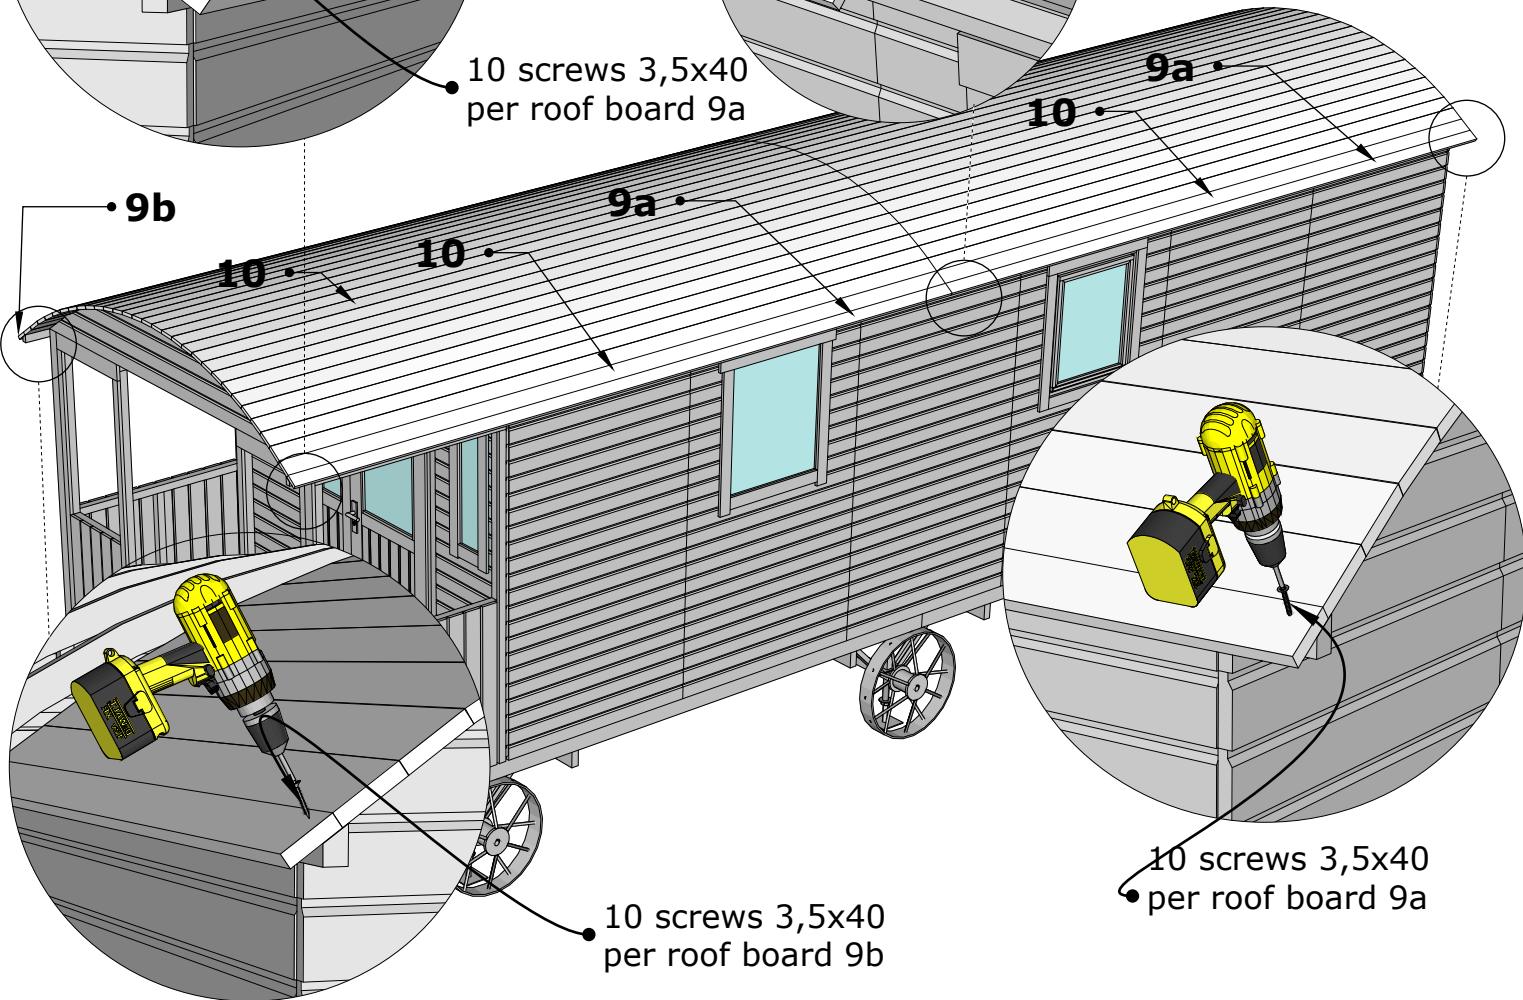 10 screws 3,5x40
per roof board 9a
9a
10
9b
9a
10
10
10 screws 3,5x40
per roof board 9a
10 screws 3,5x40
per roof board 9b